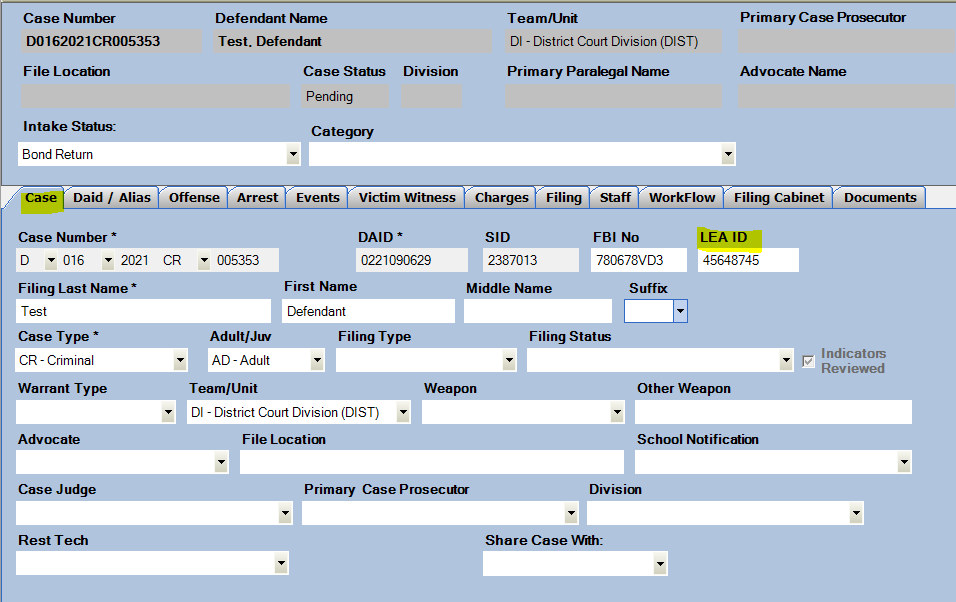 Case Number Defendant Name Team/Unit Primary Case Prosecutor
D0162021CR005353 Test, Defendant DI - District Court Division (DIST)
File Location Case Status Division Primary Paralegal Name Advocate Name
Pending
Intake Status: Category
Bond Return
Case Daid / Alias Offense Arrest Events Victim Witness Charges Filing Staff WorkFlow Filing Cabinet Documents
Case Number * DAID * SID FBI No LEA ID
D 016 2021 CR 005353 0221090629 2387013 780678VD3 45648745
Filing Last Name * First Name Middle Name Suffix
Test Defendant
Case Type * Adult/Juv Filing Type Filing Status
CR - Criminal AD - Adult Indicators
Reviewed
Warrant Type Team/Unit Weapon Other Weapon
DI - District Court Division (DIST)
Advocate File Location School Notification
Case Judge Primary Case Prosecutor Division
Rest Tech Share Case With: